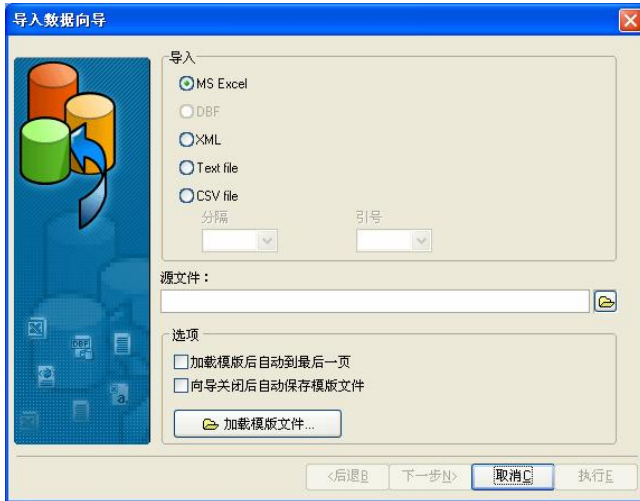 导入数据向导
导入
MS Excel
DBF
XML
Text file
CSV file
分隔 引号
源文件：
选项
加载模版后自动到最后一页
向导关闭后自动保存模版文件
加载模版文件...
<后退B 下一步N> 取消C 执行E
DBF
a.